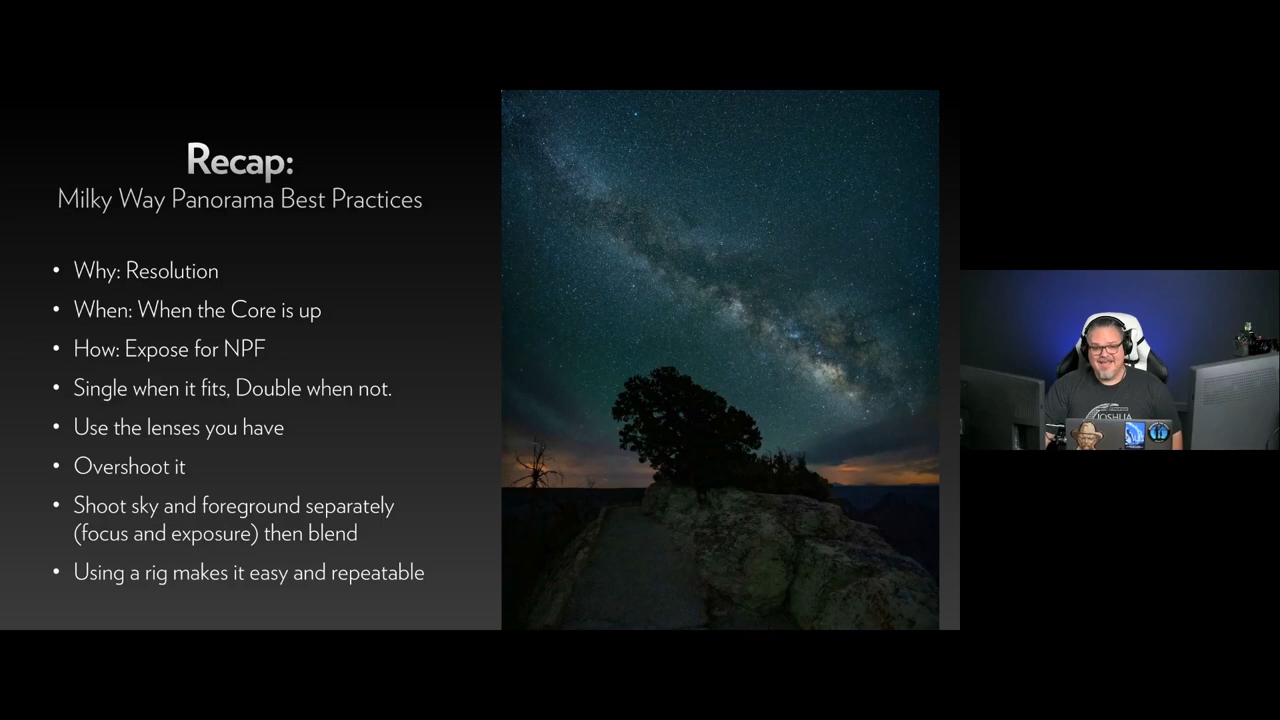 Recap:
Milky Way Panorama Best Practices
• Why: Resolution
• When: When the Core is up
• How: Expose for NPF
• Single when it fits, Double when not.
• Use the lenses you have
• Overshoot it
• Shoot sky and foreground separately
(focus and exposure) then blend
• Using a rig makes it easy and repeatable
JOSHUA